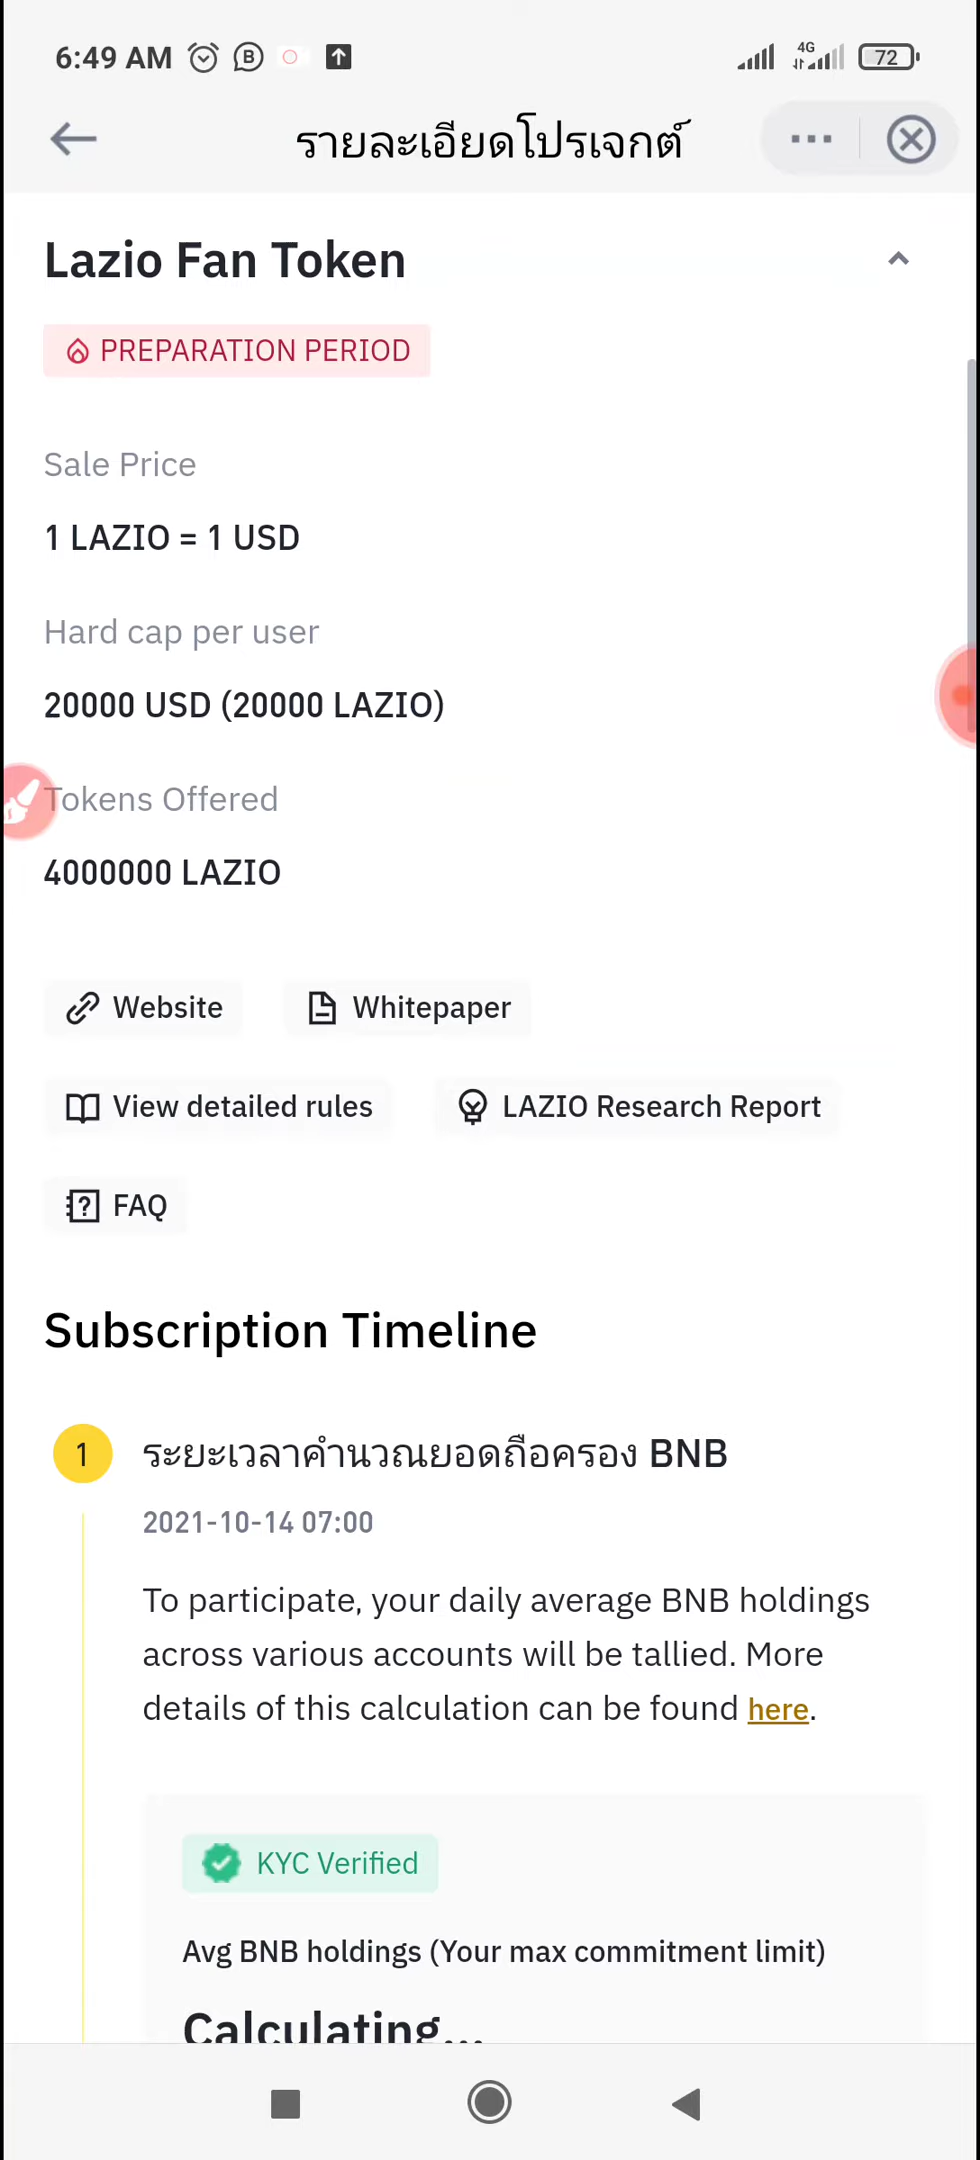 6:49 AM
4G
72
รายละเอียดโปรเจกต์
Lazio Fan Token
PREPARATION PERIOD
Sale Price
1 LAZIO = 1 USD
Hard cap per user
20000 USD (20000 LAZIO)
Tokens Offered
4000000 LAZIO
Website
Whitepaper
View detailed rules
LAZIO Research Report
FAQ
Subscription Timeline
1
ระยะเวลาคำนวณยอดถือครอง BNB
2021-10-14 07:00
To participate, your daily average BNB holdings
across various accounts will be tallied. More
details of this calculation can be found here.
KYC Verified
Avg BNB holdings (Your max commitment limit)
Calculating...